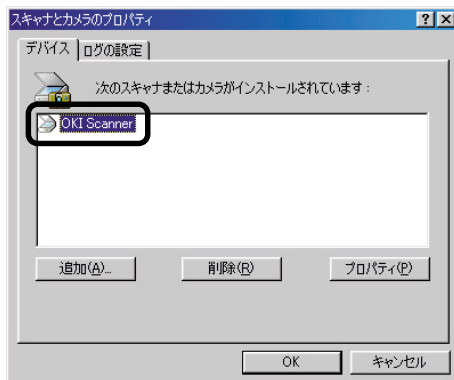 スキャナとカメラのプロパティ
デバイス ログの設定
次のスキャナまたはカメラがインストールされています :
OKI Scanner
追加(A)... 削除(R) プロパティ(P)
OK キャンセル